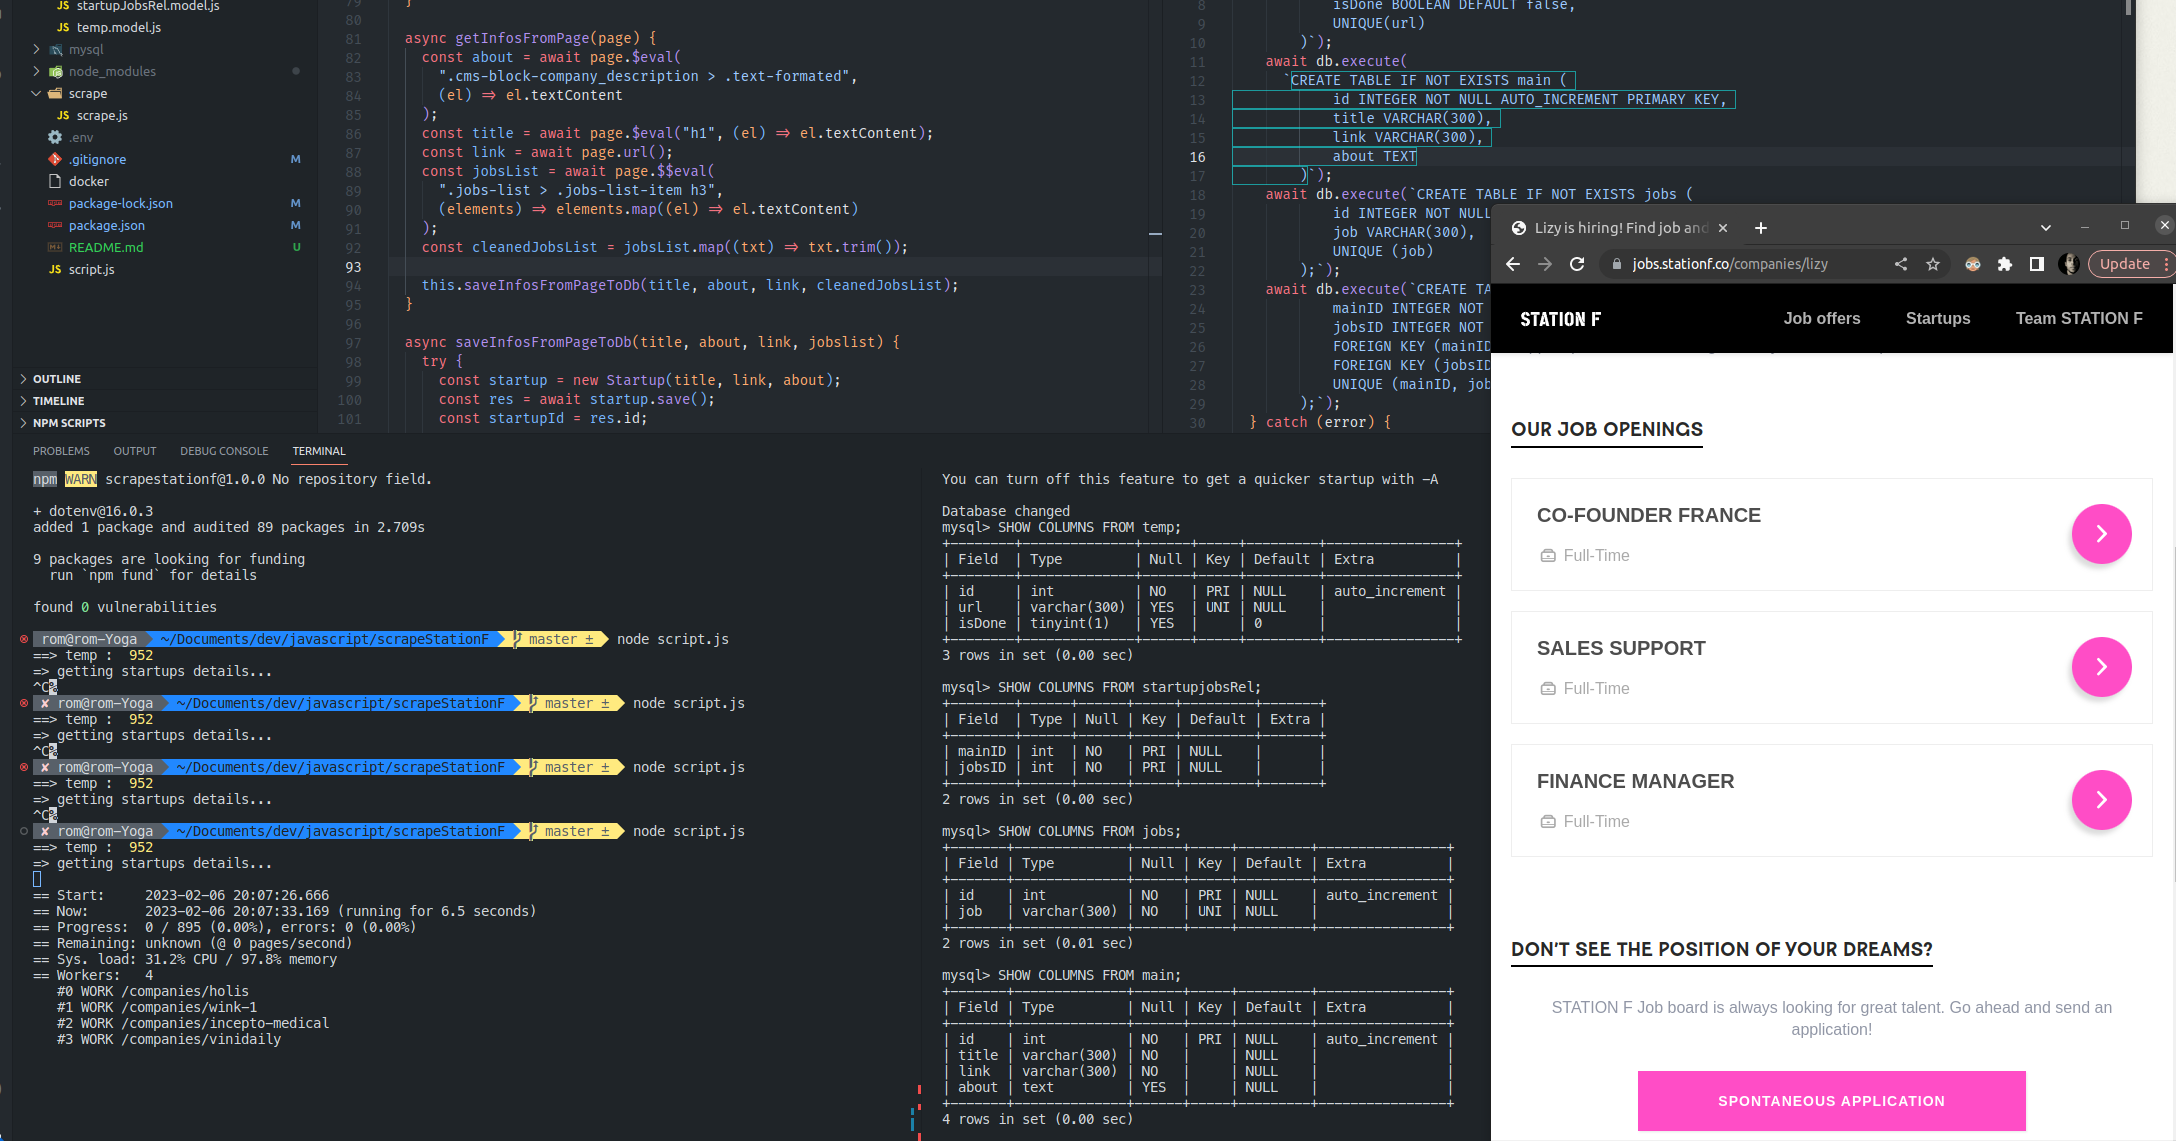 JS startupJobsRel.model.js
JS temp.model.js
mysql
node_modules
scrape
JS scrape.js
.env
.gitignore M
docker
package-lock.json M
package.json M
README.md U
JS script.js
OUTLINE
TIMELINE
NPM SCRIPTS
79 }
80
81 async getInfosFromPage(page) {
82 const about = await page.$eval(
83 ".cms-block-company_description > .text-formated",
84 (el) => el.textContent
85 );
86 const title = await page.$eval("h1", (el) => el.textContent);
87 const link = await page.url();
88 const jobsList = await page.$$eval(
89 ".jobs-list > .jobs-list-item h3",
90 (elements) => elements.map((el) => el.textContent)
91 );
92 const cleanedJobsList = jobsList.map((txt) => txt.trim());
93
94 this.saveInfosFromPageToDb(title, about, link, cleanedJobsList);
95 }
96
97 async saveInfosFromPageToDb(title, about, link, jobslist) {
98 try {
99 const startup = new Startup(title, link, about);
100 const res = await startup.save();
101 const startupId = res.id;
8 isDone BOOLEAN DEFAULT false,
9 UNIQUE(url)
10 )`);
11 await db.execute(
12 `CREATE TABLE IF NOT EXISTS main (
13 id INTEGER NOT NULL AUTO_INCREMENT PRIMARY KEY,
14 title VARCHAR(300),
15 link VARCHAR(300),
16 about TEXT
17 )`);
18 await db.execute(`CREATE TABLE IF NOT EXISTS jobs (
19 id INTEGER NOT NULL
20 job VARCHAR(300),
21 UNIQUE (job)
22 );`);
23 await db.execute(`CREATE TA
24 mainID INTEGER NOT
25 jobsID INTEGER NOT
26 FOREIGN KEY (mainID
27 FOREIGN KEY (jobsID
28 UNIQUE (mainID, job
29 );`);
30 } catch (error) {
PROBLEMS OUTPUT DEBUG CONSOLE TERMINAL
npm WARN scrapestationf@1.0.0 No repository field.
+ dotenv@16.0.3
added 1 package and audited 89 packages in 2.709s
9 packages are looking for funding
run `npm fund` for details
found 0 vulnerabilities
rom@rom-Yoga ~/Documents/dev/javascript/scrapeStationF master ± node script.js
==> temp : 952
=> getting startups details...
^C%
✘ rom@rom-Yoga ~/Documents/dev/javascript/scrapeStationF master ± node script.js
==> temp : 952
=> getting startups details...
^C%
✘ rom@rom-Yoga ~/Documents/dev/javascript/scrapeStationF master ± node script.js
==> temp : 952
=> getting startups details...
^C%
✘ rom@rom-Yoga ~/Documents/dev/javascript/scrapeStationF master ± node script.js
==> temp : 952
=> getting startups details...
== Start: 2023-02-06 20:07:26.666
== Now: 2023-02-06 20:07:33.169 (running for 6.5 seconds)
== Progress: 0 / 895 (0.00%), errors: 0 (0.00%)
== Remaining: unknown (@ 0 pages/second)
== Sys. load: 31.2% CPU / 97.8% memory
== Workers: 4
#0 WORK /companies/holis
#1 WORK /companies/wink-1
#2 WORK /companies/incepto-medical
#3 WORK /companies/vinidaily
You can turn off this feature to get a quicker startup with -A
Database changed
mysql> SHOW COLUMNS FROM temp;
+--------+--------------+------+-----+---------+----------------+
| Field | Type | Null | Key | Default | Extra |
+--------+--------------+------+-----+---------+----------------+
| id | int | NO | PRI | NULL | auto_increment |
| url | varchar(300) | YES | UNI | NULL | |
| isDone | tinyint(1) | YES | | 0 | |
+--------+--------------+------+-----+---------+----------------+
3 rows in set (0.00 sec)
mysql> SHOW COLUMNS FROM startupjobsRel;
+--------+------+------+-----+---------+-------+
| Field | Type | Null | Key | Default | Extra |
+--------+------+------+-----+---------+-------+
| mainID | int | NO | PRI | NULL | |
| jobsID | int | NO | PRI | NULL | |
+--------+------+------+-----+---------+-------+
2 rows in set (0.00 sec)
mysql> SHOW COLUMNS FROM jobs;
+-------+--------------+------+-----+---------+----------------+
| Field | Type | Null | Key | Default | Extra |
+-------+--------------+------+-----+---------+----------------+
| id | int | NO | PRI | NULL | auto_increment |
| job | varchar(300) | NO | UNI | NULL | |
+-------+--------------+------+-----+---------+----------------+
2 rows in set (0.01 sec)
mysql> SHOW COLUMNS FROM main;
+-------+--------------+------+-----+---------+----------------+
| Field | Type | Null | Key | Default | Extra |
+-------+--------------+------+-----+---------+----------------+
| id | int | NO | PRI | NULL | auto_increment |
| title | varchar(300) | NO | | NULL | |
| link | varchar(300) | NO | | NULL | |
| about | text | YES | | NULL | |
+-------+--------------+------+-----+---------+----------------+
4 rows in set (0.00 sec)
Lizy is hiring! Find job and
jobs.stationf.co/companies/lizy Update
STATION F Job offers Startups Team STATION F
OUR JOB OPENINGS
CO-FOUNDER FRANCE
Full-Time
SALES SUPPORT
Full-Time
FINANCE MANAGER
Full-Time
DON'T SEE THE POSITION OF YOUR DREAMS?
STATION F Job board is always looking for great talent. Go ahead and send an
application!
SPONTANEOUS APPLICATION